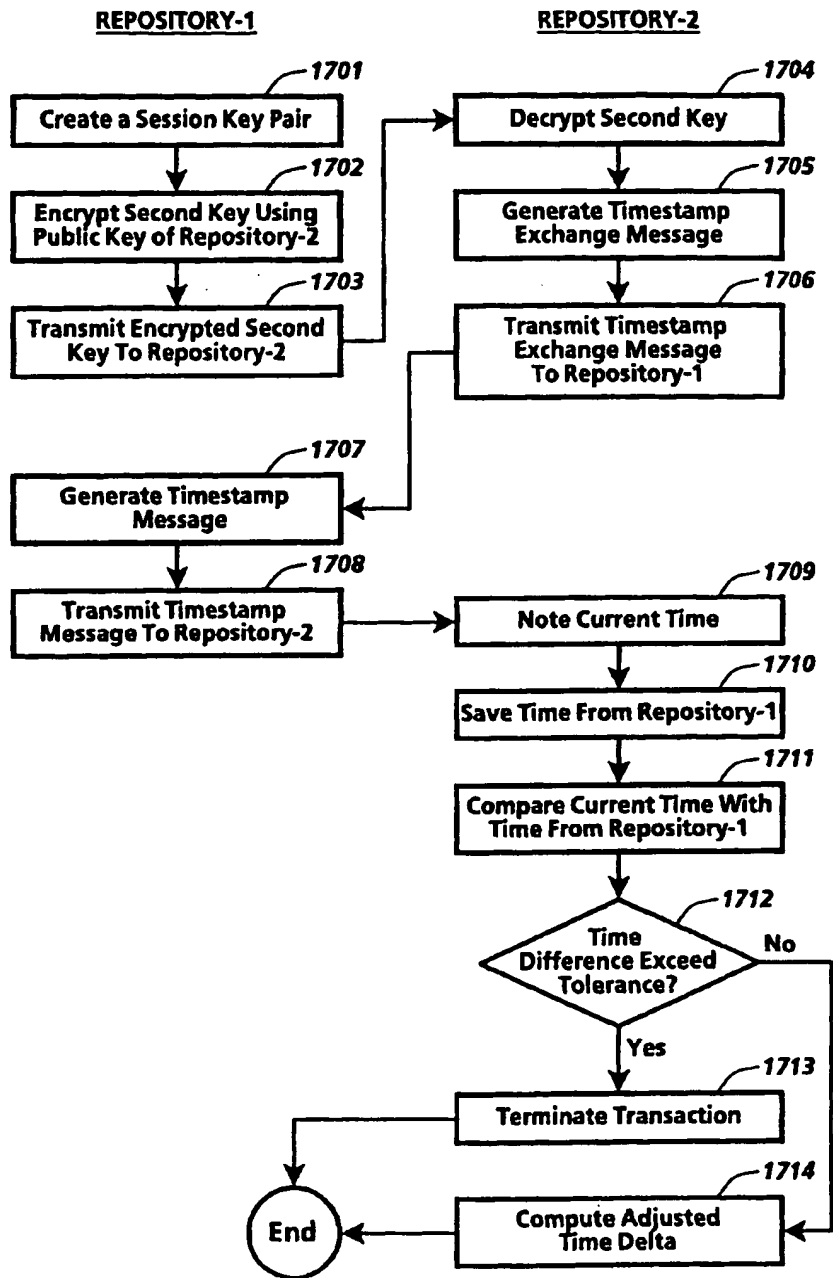 REPOSITORY-1
REPOSITORY-2
1701
Create a Session Key Pair
1702
Encrypt Second Key Using
Public Key of Repository-2
1703
Transmit Encrypted Second
Key To Repository-2
1704
Decrypt Second Key
1705
Generate Timestamp
Exchange Message
1706
Transmit Timestamp
Exchange Message
To Repository-1
1707
Generate Timestamp
Message
1708
Transmit Timestamp
Message To Repository-2
1709
Note Current Time
1710
Save Time From Repository-1
1711
Compare Current Time With
Time From Repository-1
1712
Time
Difference Exceed
Tolerance?
No
Yes
1713
Terminate Transaction
1714
Compute Adjusted
Time Delta
End